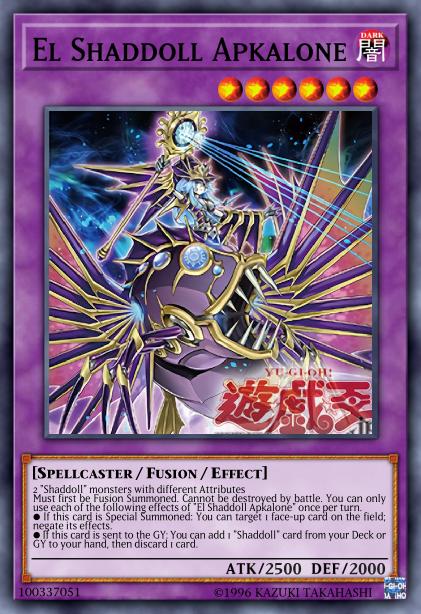 El Shaddoll Apkalone
DARK
闇
YU-GI-OH!
遊戯王
[Spellcaster / Fusion / Effect]
2 "Shaddoll" monsters with different Attributes
Must first be Fusion Summoned. Cannot be destroyed by battle. You can only
use each of the following effects of "El Shaddoll Apkalone" once per turn.
● If this card is Special Summoned: You can target 1 face-up card on the field;
negate its effects.
● If this card is sent to the GY; You can add 1 "Shaddoll" card from your Deck or
GY to your hand, then discard 1 card.
ATK/2500 DEF/2000
100337051
©1996 KAZUKI TAKAHASHI